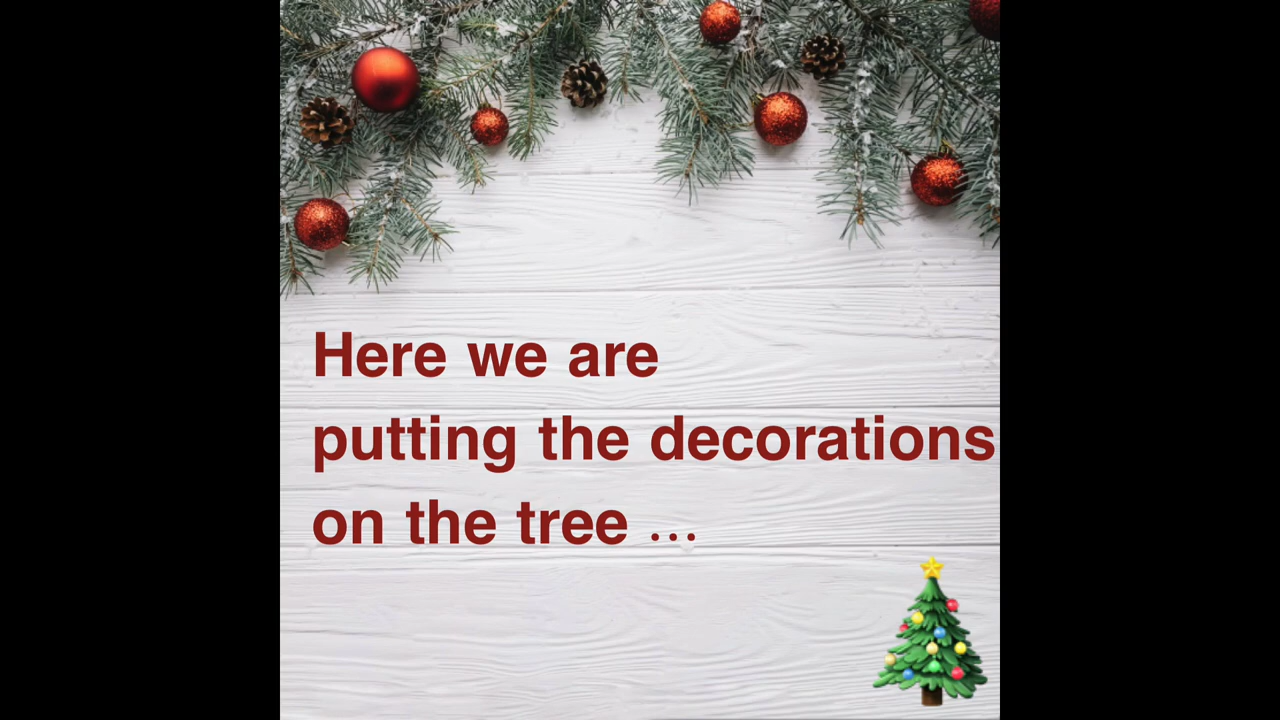 Here we are
putting the decorations
on the tree ...